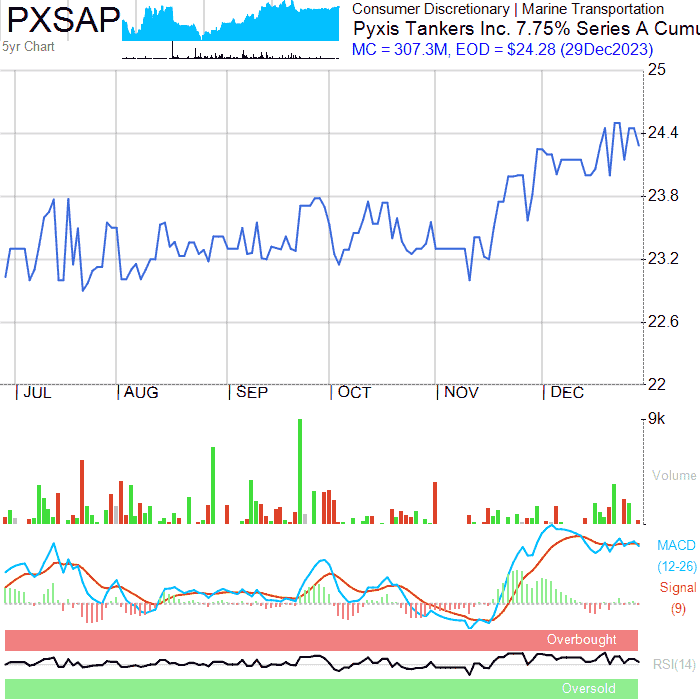 PXSAP
5yr Chart
Consumer Discretionary | Marine Transportation
Pyxis Tankers Inc. 7.75% Series A Cumu
MC = 307.3M, EOD = $24.28 (29Dec2023)
25
24.4
23.8
23.2
22.6
22
JUL AUG SEP OCT NOV DEC
9k
Volume
MACD
(12-26)
Signal
(9)
Overbought
RSI(14)
Oversold